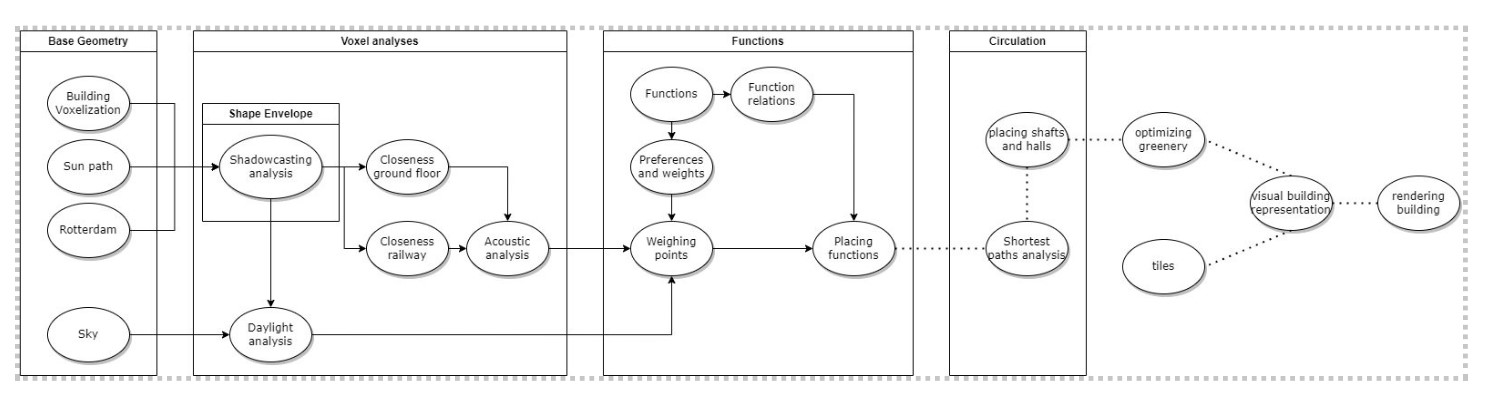 Base Geometry
Building
Voxelization
Sun path
Rotterdam
Sky
Voxel analyses
Shape Envelope
Shadowcasting
analysis
Closeness
ground floor
Closeness
railway
Acoustic
analysis
Daylight
analysis
Functions
Functions
Function
relations
Preferences
and weights
Weighing
points
Placing
functions
Circulation
placing shafts
and halls
Shortest
paths analysis
optimizing
greenery
tiles
visual building
representation
rendering
building